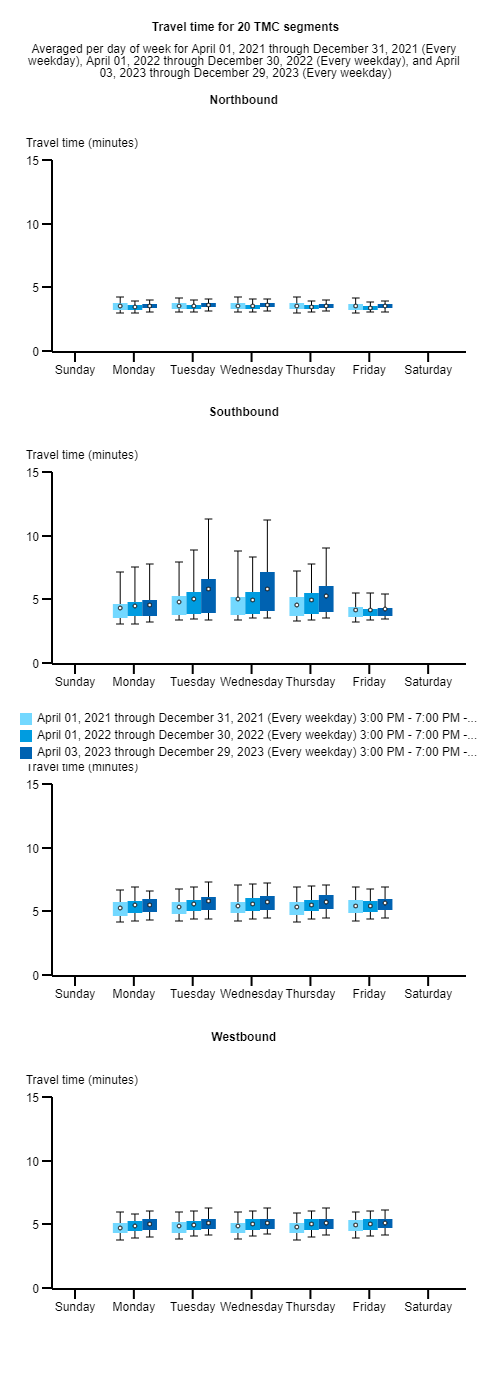 Travel time for 20 TMC segments
Averaged per day of week for April 01, 2021 through December 31, 2021 (Every
weekday), April 01, 2022 through December 30, 2022 (Every weekday), and April
03, 2023 through December 29, 2023 (Every weekday)
Northbound
Travel time (minutes)
15
10
5
0
Sunday Monday Tuesday Wednesday Thursday Friday Saturday
Southbound
Travel time (minutes)
15
10
5
0
Sunday Monday Tuesday Wednesday Thursday Friday Saturday
April 01, 2021 through December 31, 2021 (Every weekday) 3:00 PM - 7:00 PM -...
April 01, 2022 through December 30, 2022 (Every weekday) 3:00 PM - 7:00 PM -...
April 03, 2023 through December 29, 2023 (Every weekday) 3:00 PM - 7:00 PM -...
Travel time (minutes)
15
10
5
0
Sunday Monday Tuesday Wednesday Thursday Friday Saturday
Westbound
Travel time (minutes)
15
10
5
0
Sunday Monday Tuesday Wednesday Thursday Friday Saturday